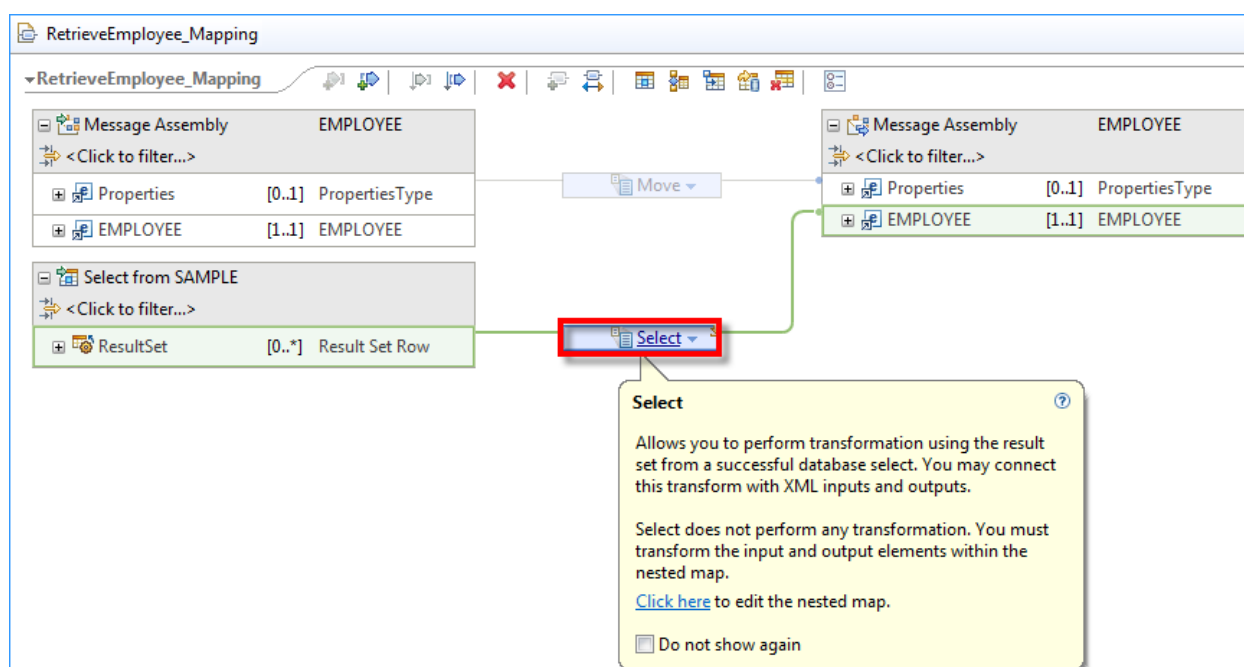 RetrieveEmployee_Mapping
RetrieveEmployee_Mapping
Message Assembly EMPLOYEE
<Click to filter...>
Properties [0..1] PropertiesType
EMPLOYEE [1..1] EMPLOYEE
Move
Message Assembly EMPLOYEE
<Click to filter...>
Properties [0..1] PropertiesType
EMPLOYEE [1..1] EMPLOYEE
Select from SAMPLE
<Click to filter...>
ResultSet [0..*] Result Set Row
Select
Select
Allows you to perform transformation using the result
set from a successful database select. You may connect
this transform with XML inputs and outputs.
Select does not perform any transformation. You must
transform the input and output elements within the
nested map.
Click here to edit the nested map.
Do not show again